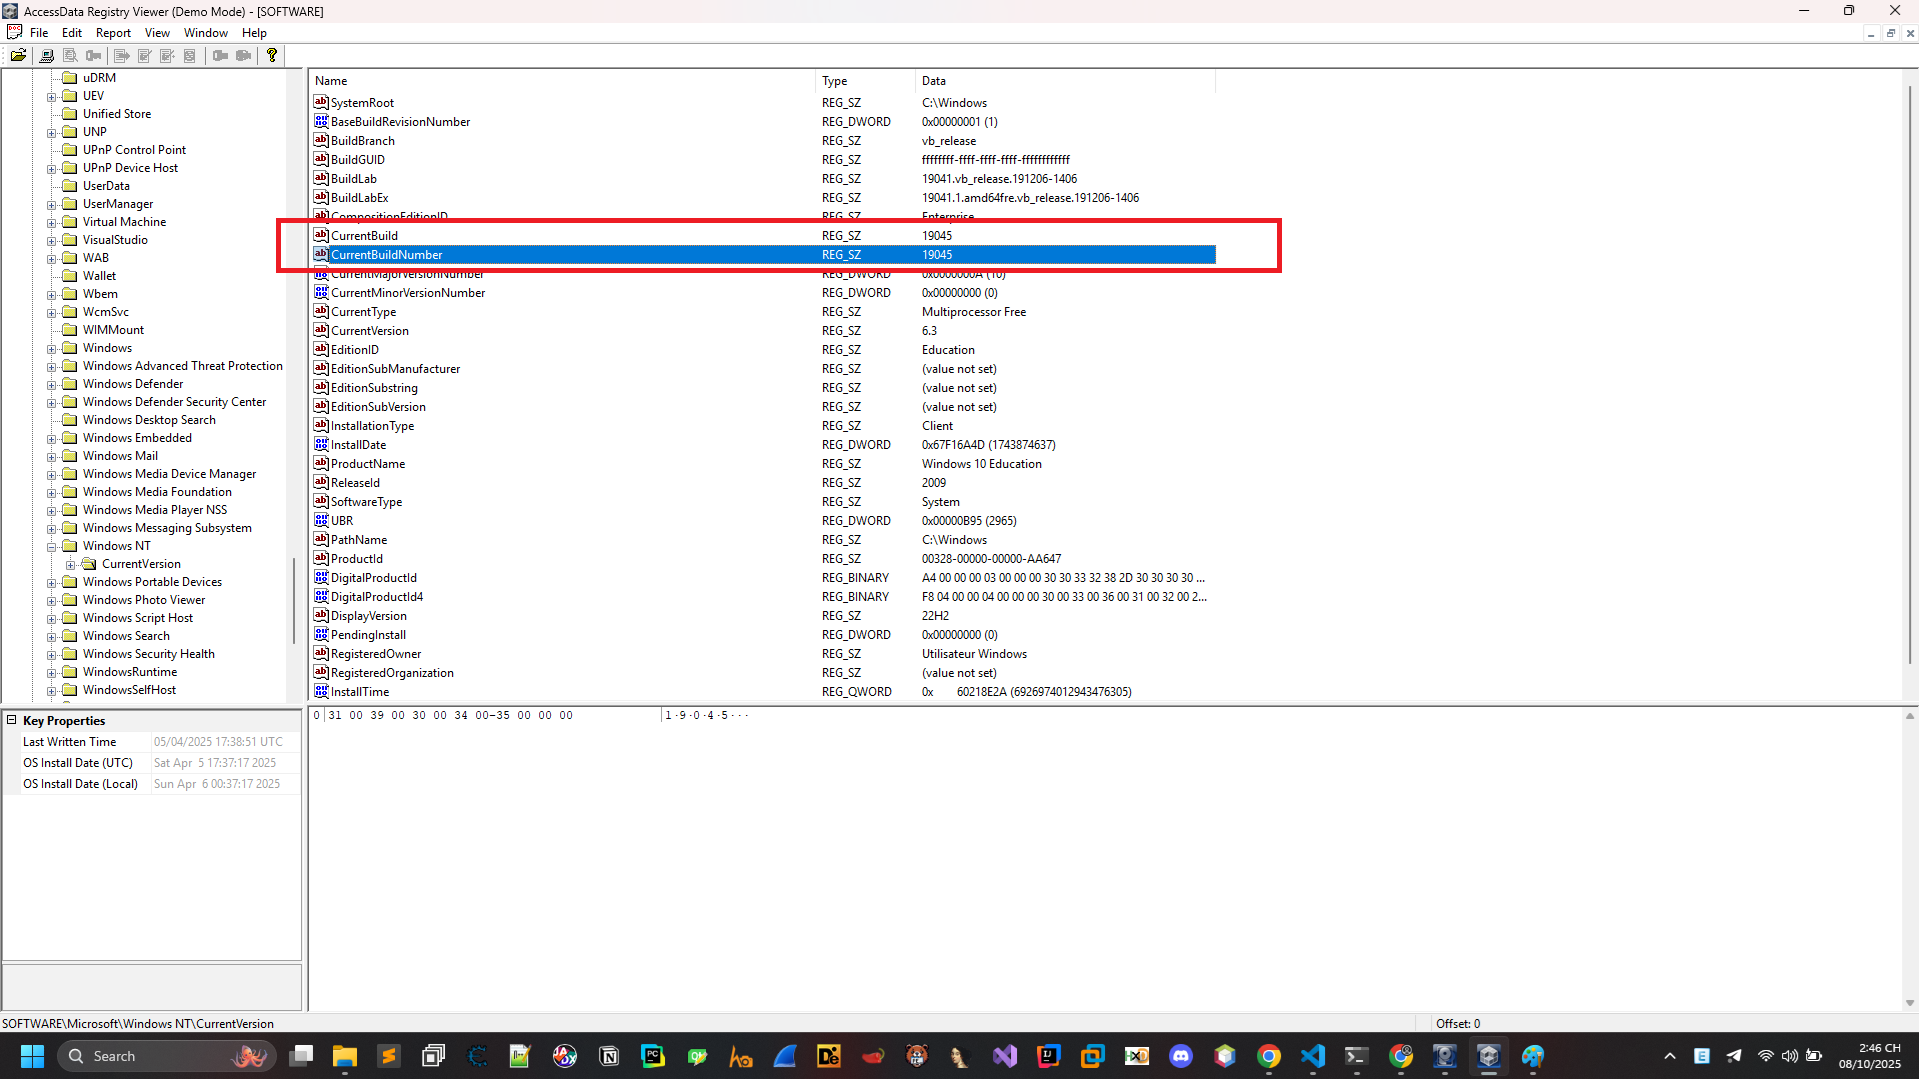 AccessData Registry Viewer (Demo Mode) - [SOFTWARE]
File Edit Report View Window Help
uDRM
UEV
Unified Store
UNP
UPnP Control Point
UPnP Device Host
UserData
UserManager
Virtual Machine
VisualStudio
WAB
Wallet
Wbem
WcmSvc
WIMMount
Windows
Windows Advanced Threat Protection
Windows Defender
Windows Defender Security Center
Windows Desktop Search
Windows Embedded
Windows Mail
Windows Media Device Manager
Windows Media Foundation
Windows Media Player NSS
Windows Messaging Subsystem
Windows NT
CurrentVersion
Windows Portable Devices
Windows Photo Viewer
Windows Script Host
Windows Search
Windows Security Health
WindowsRuntime
WindowsSelfHost
Name Type Data
SystemRoot REG_SZ C:\Windows
BaseBuildRevisionNumber REG_DWORD 0x00000001 (1)
BuildBranch REG_SZ vb_release
BuildGUID REG_SZ ffffffff-ffff-ffff-ffff-ffffffffffff
BuildLab REG_SZ 19041.vb_release.191206-1406
BuildLabEx REG_SZ 19041.1.amd64fre.vb_release.191206-1406
CompositionEditionID REG_SZ Enterprise
CurrentBuild REG_SZ 19045
CurrentBuildNumber REG_SZ 19045
CurrentMajorVersionNumber REG_DWORD 0x0000000A (10)
CurrentMinorVersionNumber REG_DWORD 0x00000000 (0)
CurrentType REG_SZ Multiprocessor Free
CurrentVersion REG_SZ 6.3
EditionID REG_SZ Education
EditionSubManufacturer REG_SZ (value not set)
EditionSubstring REG_SZ (value not set)
EditionSubVersion REG_SZ (value not set)
InstallationType REG_SZ Client
InstallDate REG_DWORD 0x67F16A4D (1743874637)
ProductName REG_SZ Windows 10 Education
ReleaseId REG_SZ 2009
SoftwareType REG_SZ System
UBR REG_DWORD 0x00000B95 (2965)
PathName REG_SZ C:\Windows
ProductId REG_SZ 00328-00000-00000-AA647
DigitalProductId REG_BINARY A4 00 00 00 03 00 00 00 30 30 33 32 38 2D 30 30 30 30 ...
DigitalProductId4 REG_BINARY F8 04 00 00 04 00 00 00 30 00 33 00 36 00 31 00 32 00 2...
DisplayVersion REG_SZ 22H2
PendingInstall REG_DWORD 0x00000000 (0)
RegisteredOwner REG_SZ Utilisateur Windows
RegisteredOrganization REG_SZ (value not set)
InstallTime REG_QWORD 0x 60218E2A (6926974012943476305)
Key Properties
Last Written Time 05/04/2025 17:38:51 UTC
OS Install Date (UTC) Sat Apr 5 17:37:17 2025
OS Install Date (Local) Sun Apr 6 00:37:17 2025
0 31 00 39 00 30 00 34 00-35 00 00 00 1·9·0·4·5···
SOFTWARE\Microsoft\Windows NT\CurrentVersion Offset: 0
Search
2:46 CH
08/10/2025